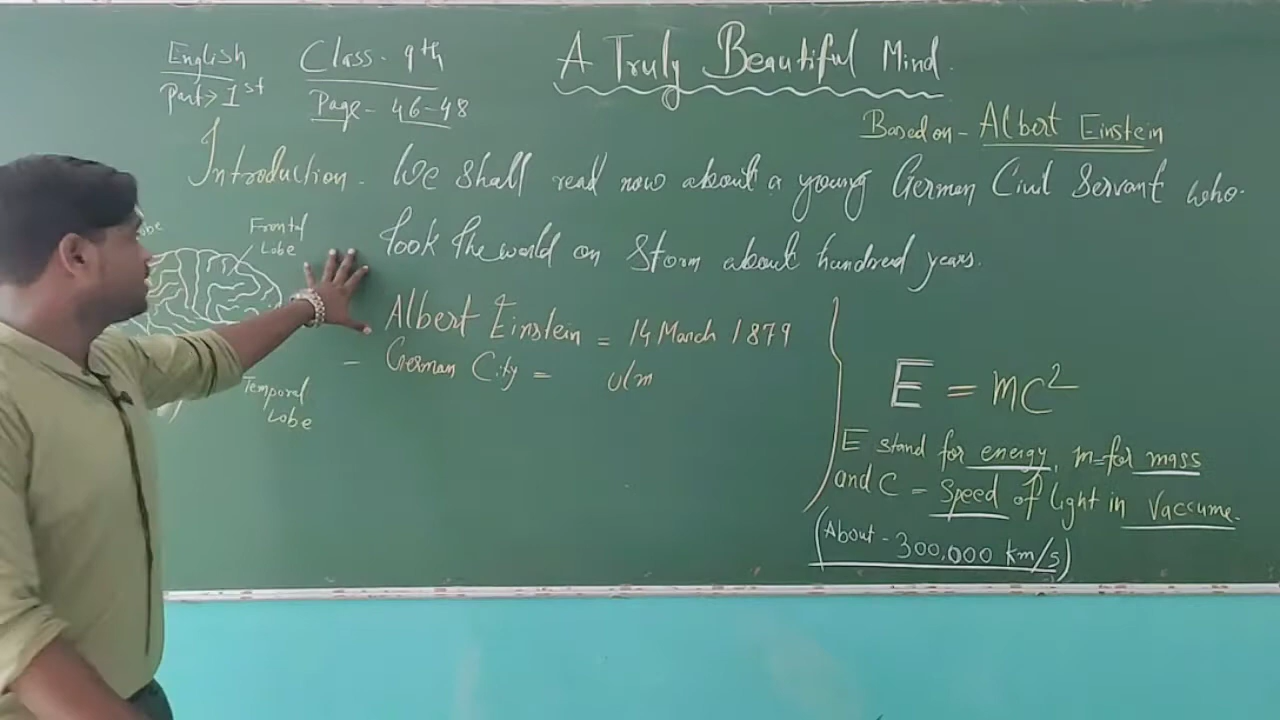 English
Part → 1st
Class - 9th
Page - 46-48
A Truly Beautiful Mind.
Based on - Albert Einstein
Introduction - We shall read now about a young German Civil Servant who
took the world on Storm about hundred years.
Frontal
Lobe
obe
Temporal
Lobe
Albert Einstein = 14 March 1879
- German City = Ulm
E = mc²
E stand for energy, m=for mass
and C = Speed of light in Vaccume.
(About - 300,000 km/s)